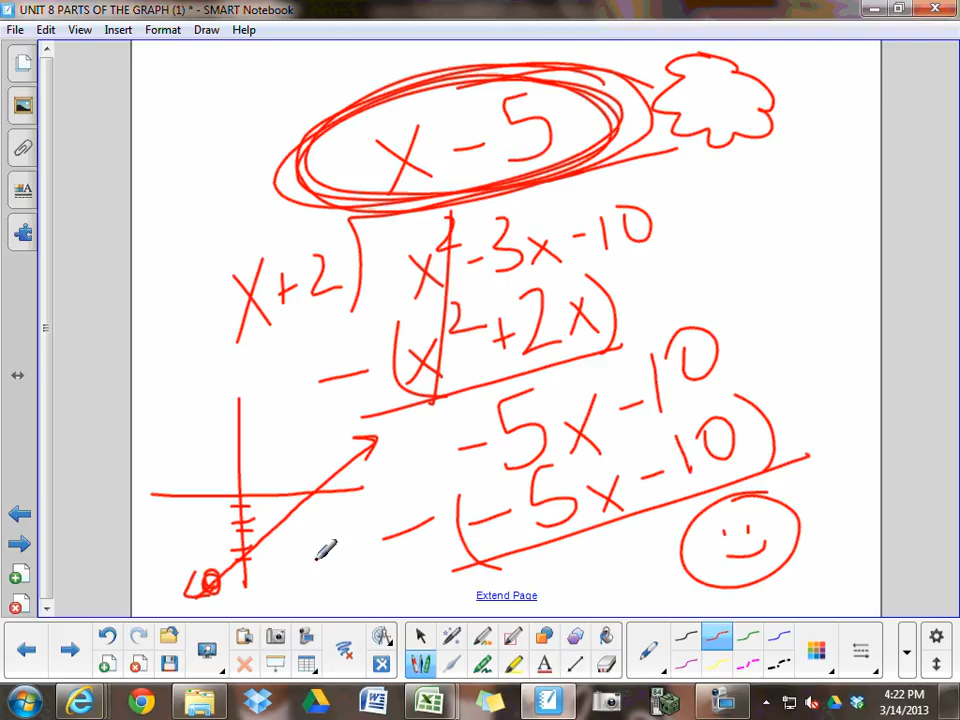 UNIT 8 PARTS OF THE GRAPH (1) * - SMART Notebook
File Edit View Insert Format Draw Help
x - 5
x+2) x² -3x -10
- (x² +2x)
-5x -10
- (-5x -10)
Extend Page
4:22 PM
3/14/2013